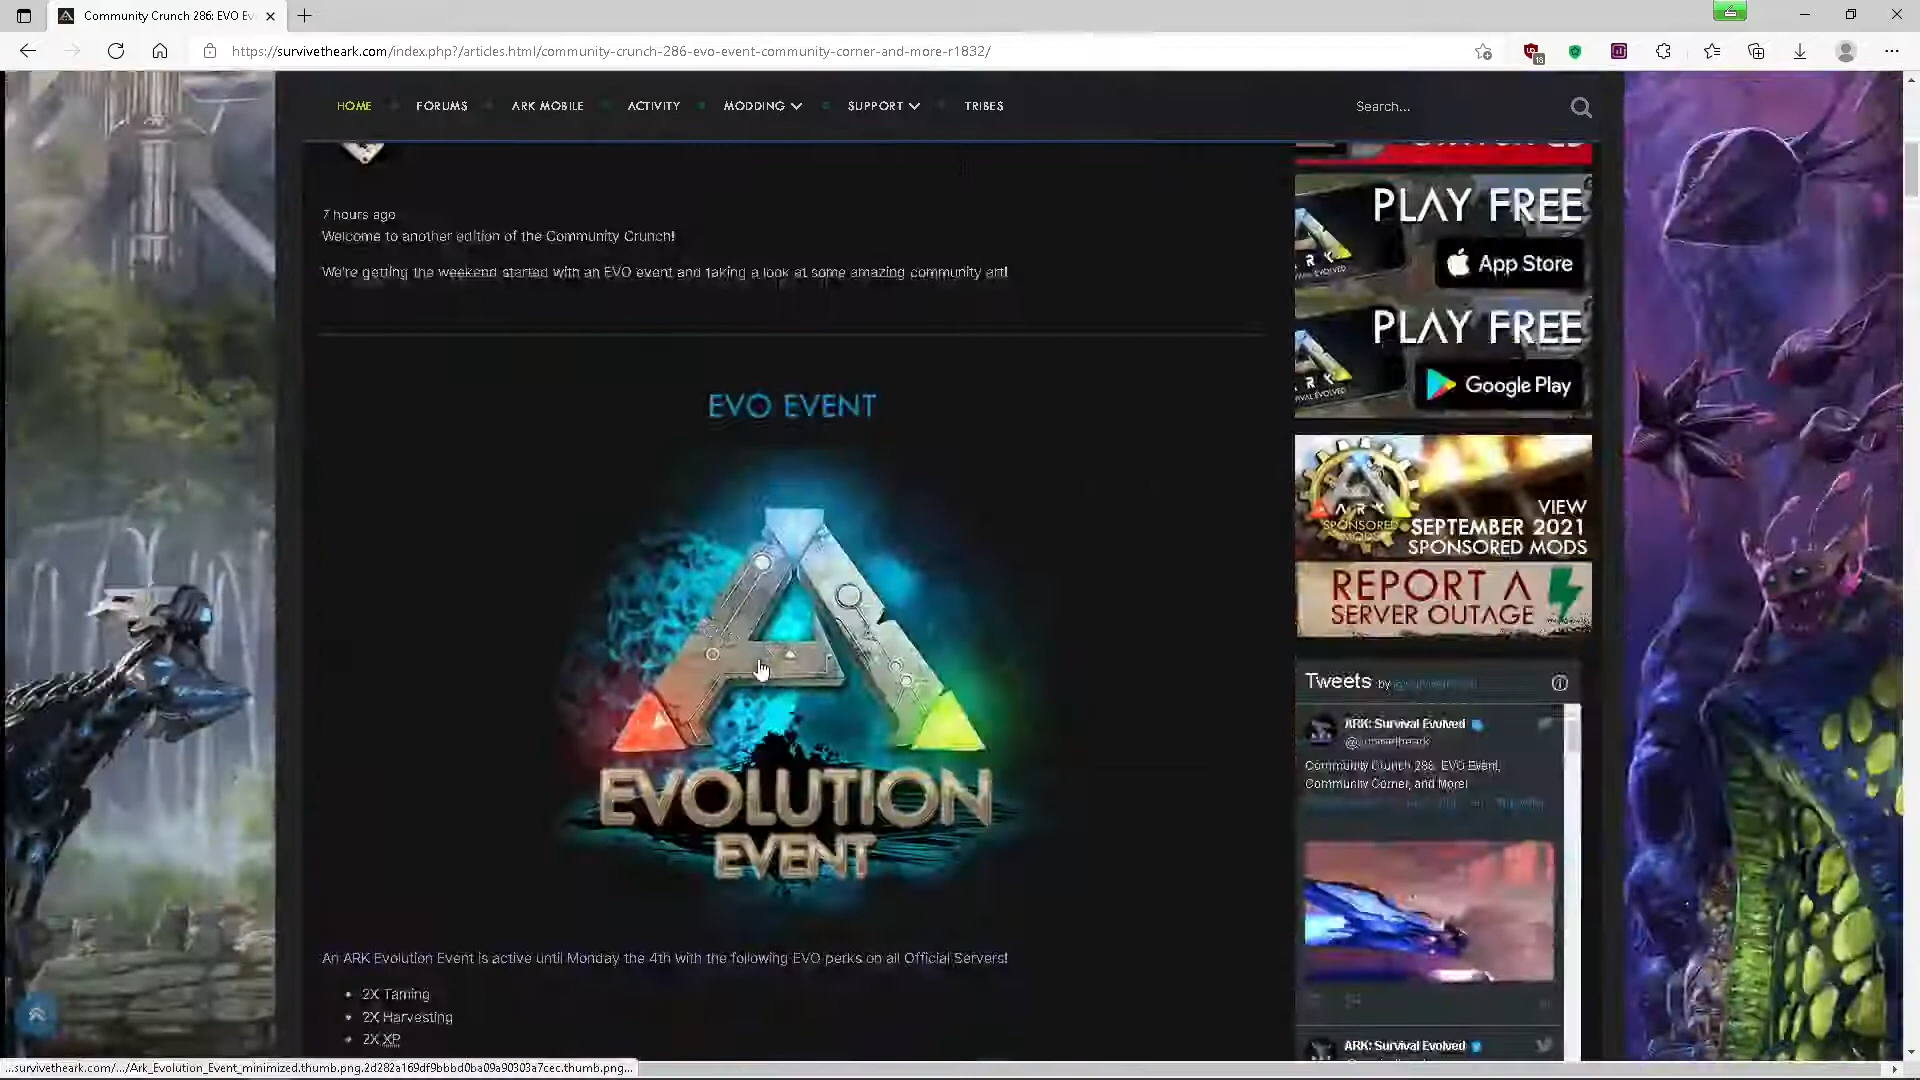 Community Crunch 286: EVO Ev
https://survivetheark.com/index.php?/articles.html/community-crunch-286-evo-event-community-corner-and-more-r1832/
18
HOME
FORUMS
ARK MOBILE
ACTIVITY
MODDING
SUPPORT
TRIBES
Search...
7 hours ago
Welcome to another edition of the Community Crunch!
We're getting the weekend started with an EVO event and taking a look at some amazing community art!
EVO EVENT
EVOLUTION
EVENT
An ARK Evolution Event is active until Monday the 4th with the following EVO perks on all Official Servers!
• 2X Taming
• 2X Harvesting
• 2X XP
PLAY FREE
App Store
PLAY FREE
Google Play
ARK
SPONSORED
MODS
VIEW
SEPTEMBER 2021
SPONSORED MODS
REPORT A
SERVER OUTAGE
Tweets by
ARK: Survival Evolved
@survivetheark
Community Crunch 286: EVO Event,
Community Corner, and More!
ARK: Survival Evolved
...survivetheark.com/.../Ark_Evolution_Event_minimized.thumb.png.2d282a169df9bbbd0ba09a90303a7cec.thumb.png...